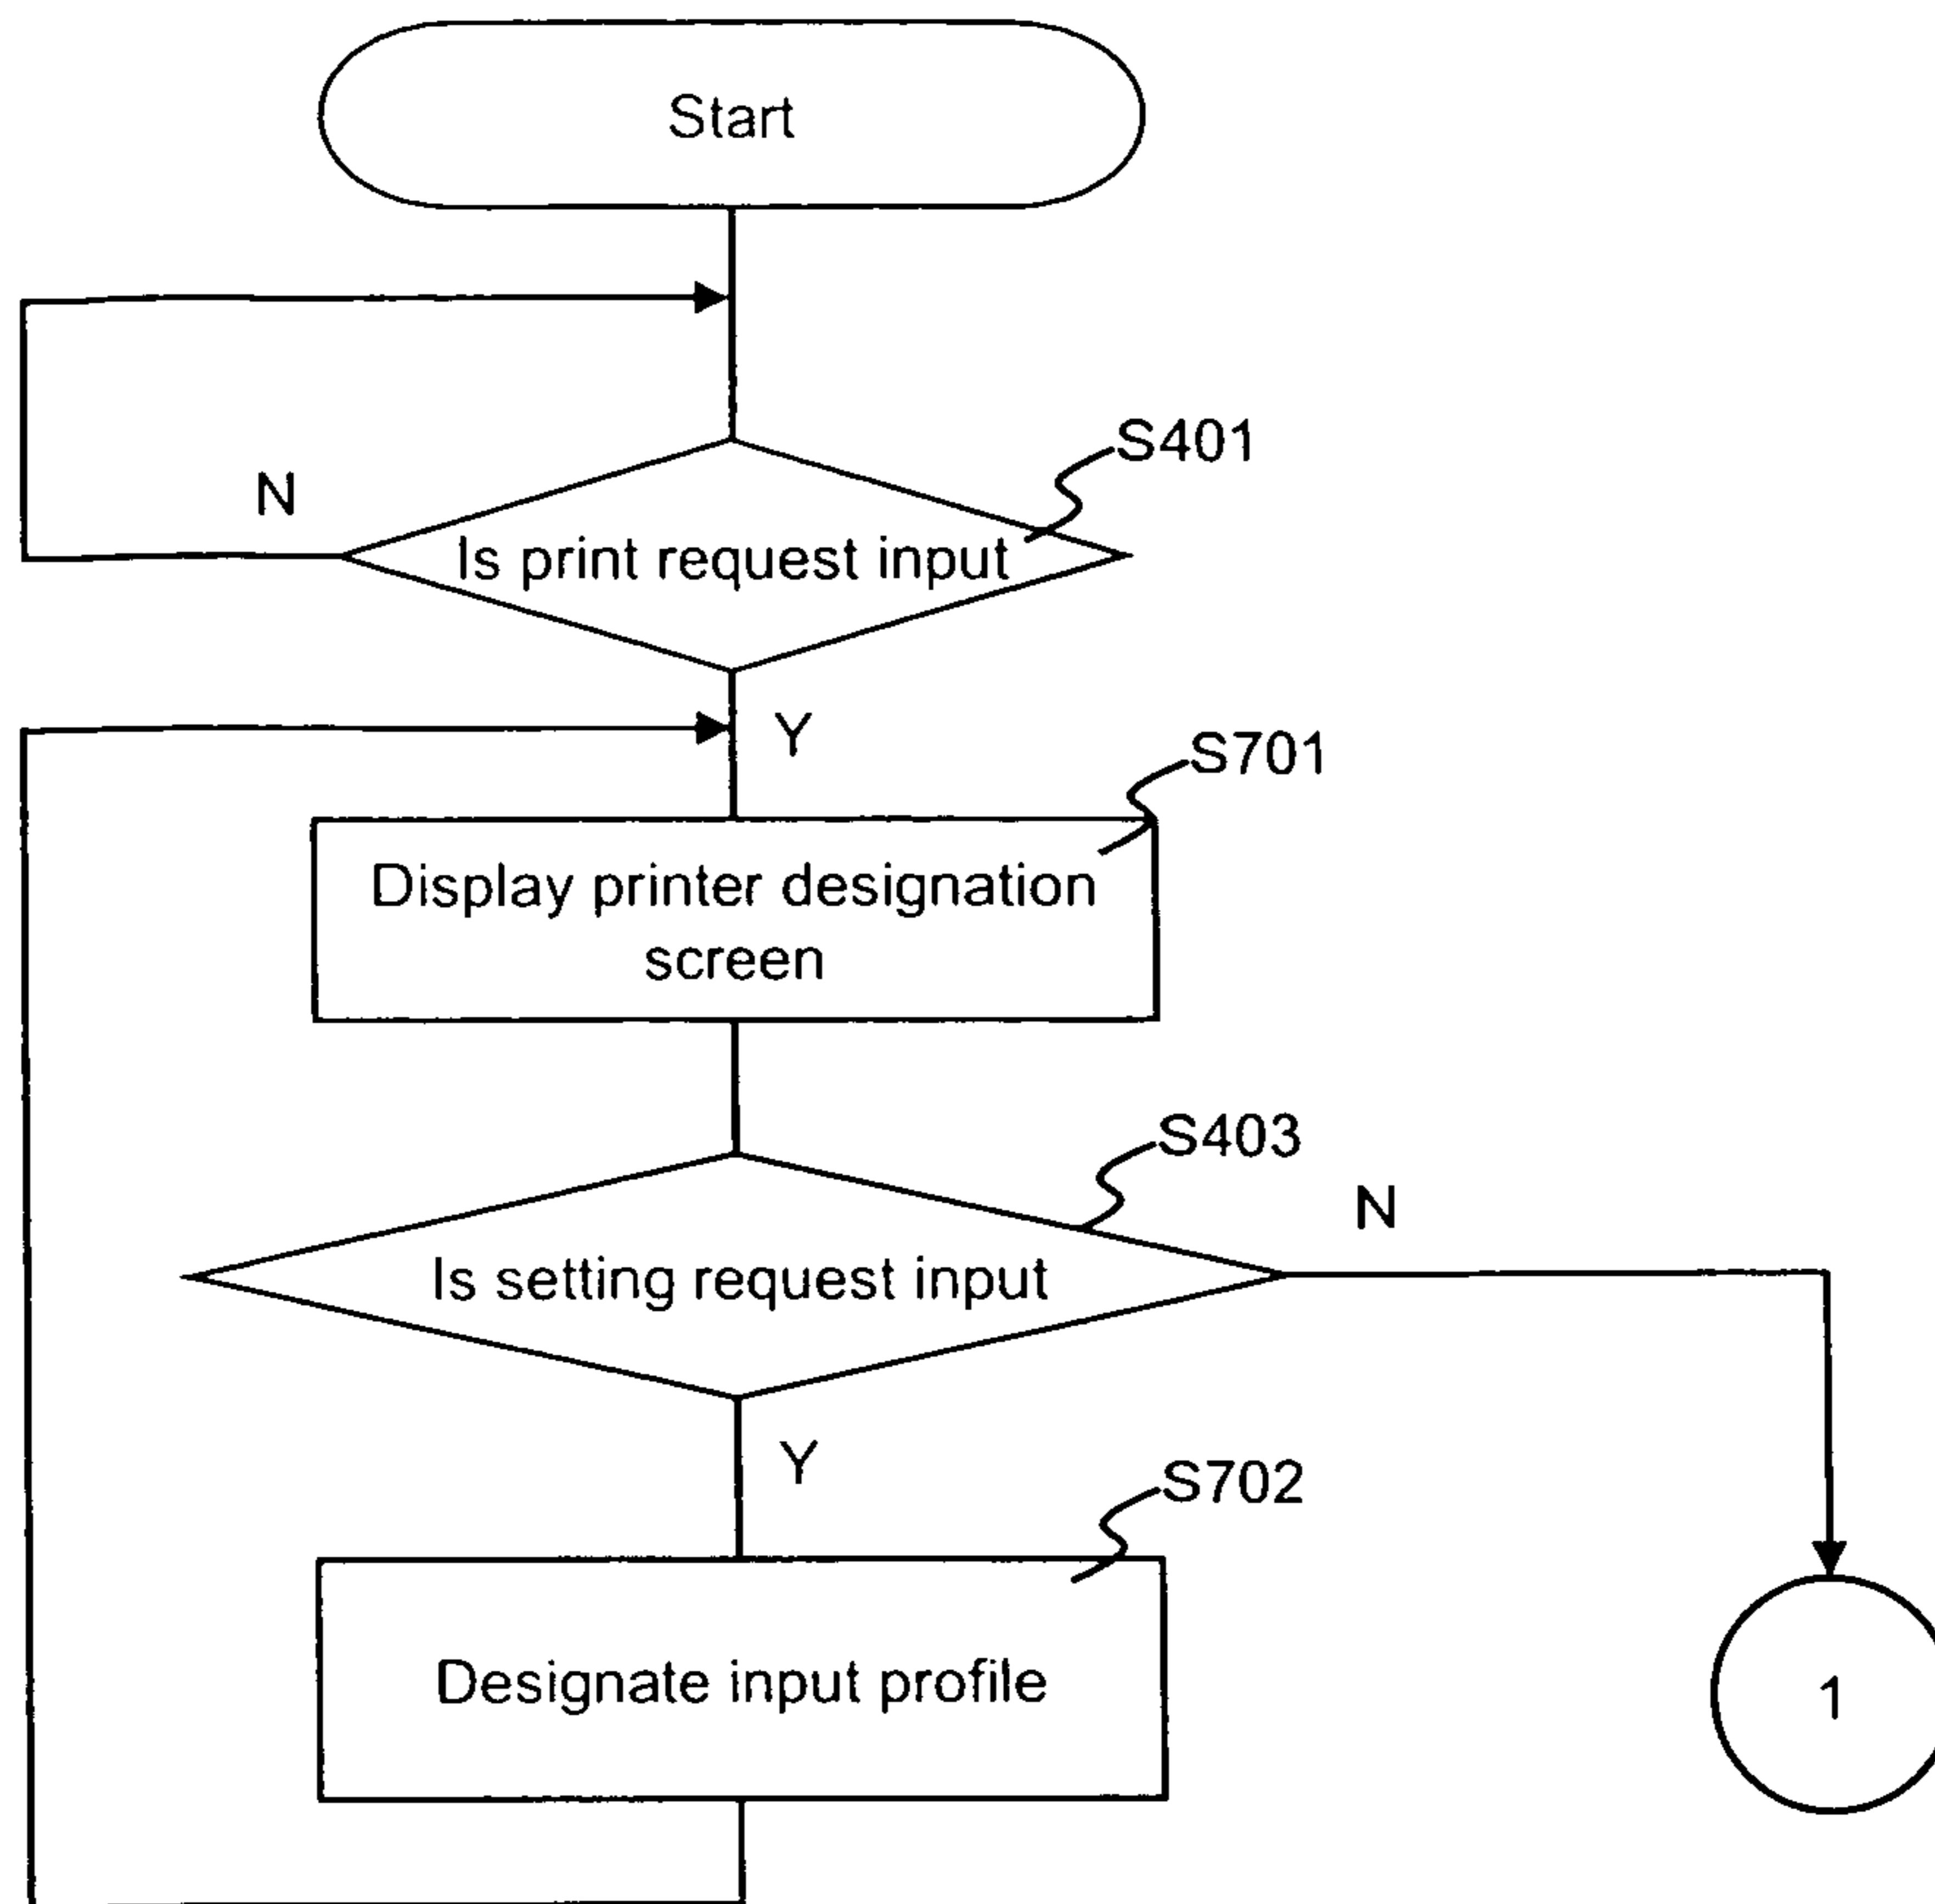 Start
S401
N
Is print request input
Y
S701
Display printer designation
screen
S403
N
Is setting request input
Y
S702
Designate input profile
1